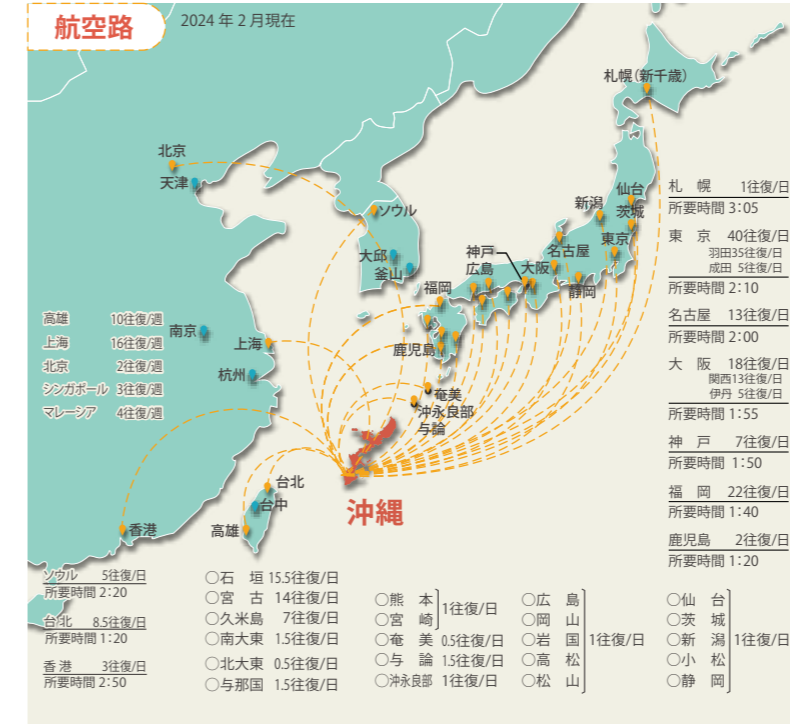 航空路
2024年2月現在
札幌(新千歳)
北京
天津
ソウル
大邱
釜山
仙台
新潟
茨城
東京
名古屋
神戸
広島
大阪
静岡
福岡
鹿児島
南京
上海
杭州
奄美
沖永良部
与論
台北
台中
高雄
香港
沖縄
札 幌 1往復/日
所要時間 3:05
東 京 40往復/日
羽田35往復/日
成田 5往復/日
所要時間 2:10
名古屋 13往復/日
所要時間 2:00
大 阪 18往復/日
関西13往復/日
伊丹 5往復/日
所要時間 1:55
神 戸 7往復/日
所要時間 1:50
福 岡 22往復/日
所要時間 1:40
鹿児島 2往復/日
所要時間 1:20
高雄 10往復/週
上海 16往復/週
北京 2往復/週
シンガポール 3往復/週
マレーシア 4往復/週
ソウル 5往復/日
所要時間 2:20
台北 8.5往復/日
所要時間 1:20
香港 3往復/日
所要時間 2:50
○石 垣 15.5往復/日
○宮 古 14往復/日
○久米島 7往復/日
○南大東 1.5往復/日
○北大東 0.5往復/日
○与那国 1.5往復/日
○熊 本
○宮 崎
1往復/日
○奄 美 0.5往復/日
○与 論 1.5往復/日
○沖永良部 1往復/日
○広 島
○岡 山
○岩 国
○高 松
○松 山
1往復/日
○仙 台
○茨 城
○新 潟
○小 松
○静 岡
1往復/日